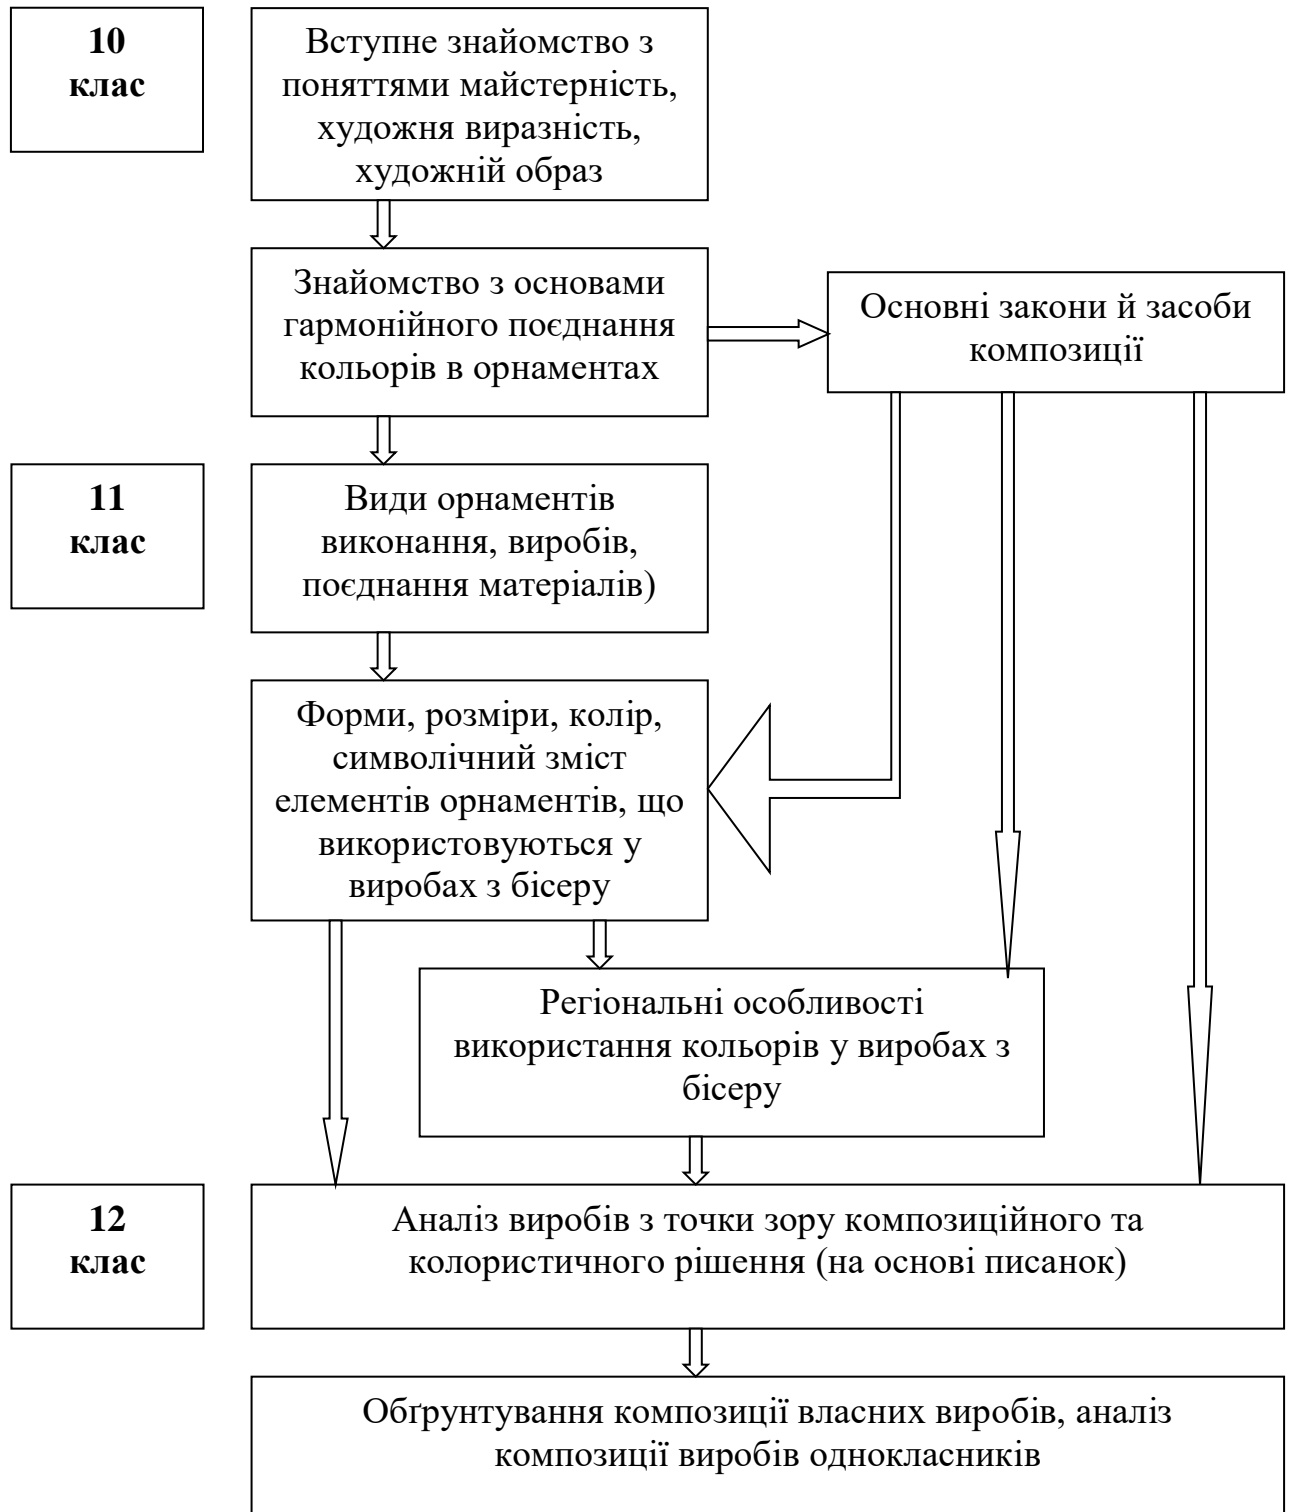 10
клас
Вступне знайомство з
поняттями майстерність,
художня виразність,
художній образ
Знайомство з основами
гармонійного поєднання
кольорів в орнаментах
Основні закони й засоби
композиції
11
клас
Види орнаментів
виконання, виробів,
поєднання матеріалів)
Форми, розміри, колір,
символічний зміст
елементів орнаментів, що
використовуються у
виробах з бісеру
Регіональні особливості
використання кольорів у виробах з
бісеру
12
клас
Аналіз виробів з точки зору композиційного та
колористичного рішення (на основі писанок)
Обґрунтування композиції власних виробів, аналіз
композиції виробів однокласників